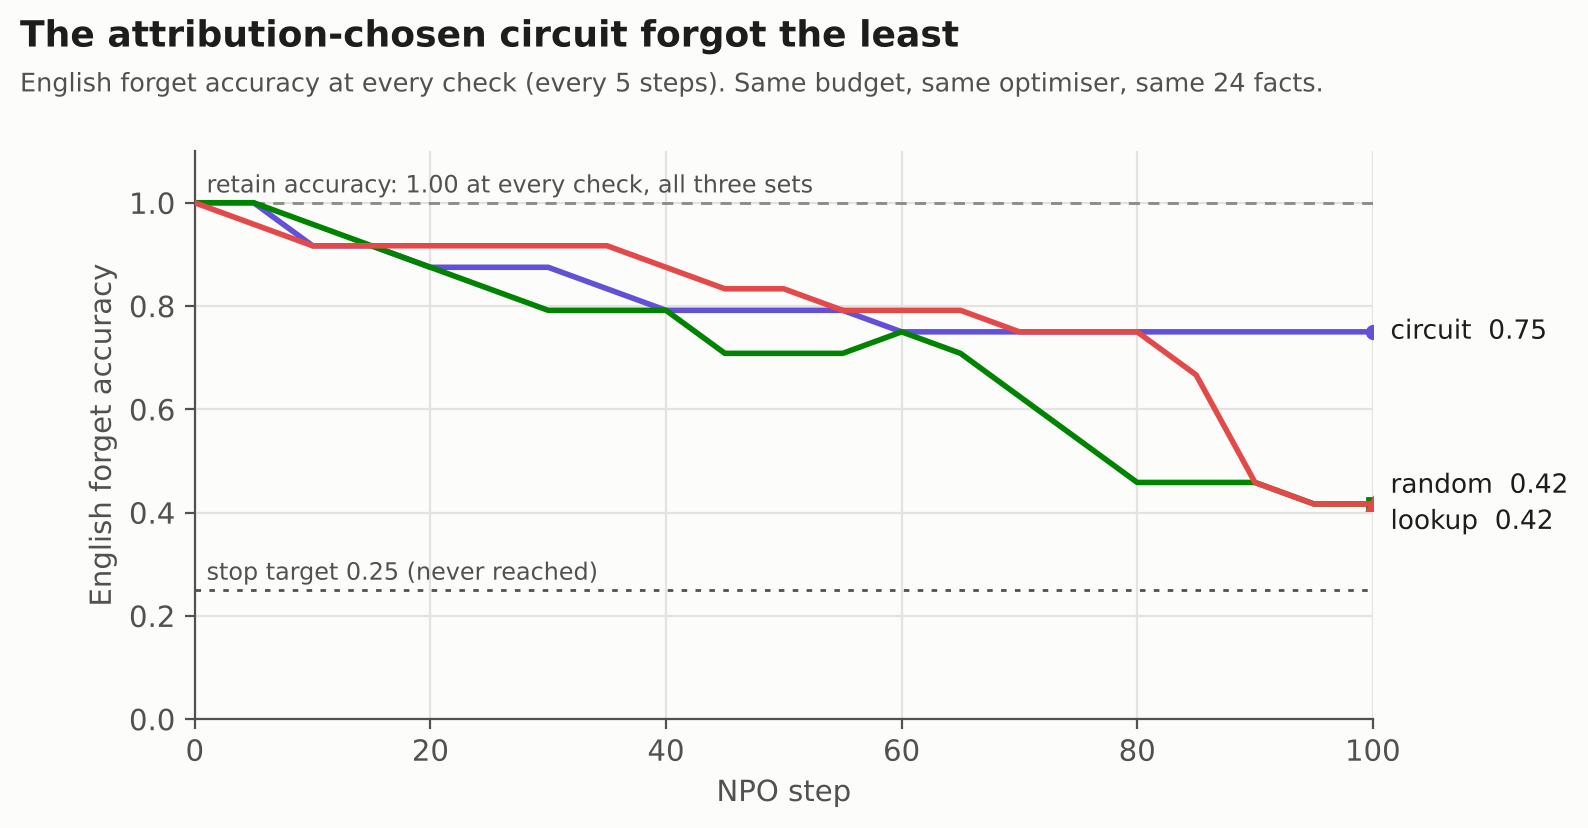 The attribution-chosen circuit forgot the least
English forget accuracy at every check (every 5 steps). Same budget, same optimiser, same 24 facts.
retain accuracy: 1.00 at every check, all three sets
1.0
0.8
0.6
0.4
0.2
0.0
English forget accuracy
circuit 0.75
random 0.42
lookup 0.42
stop target 0.25 (never reached)
0 20 40 60 80 100
NPO step